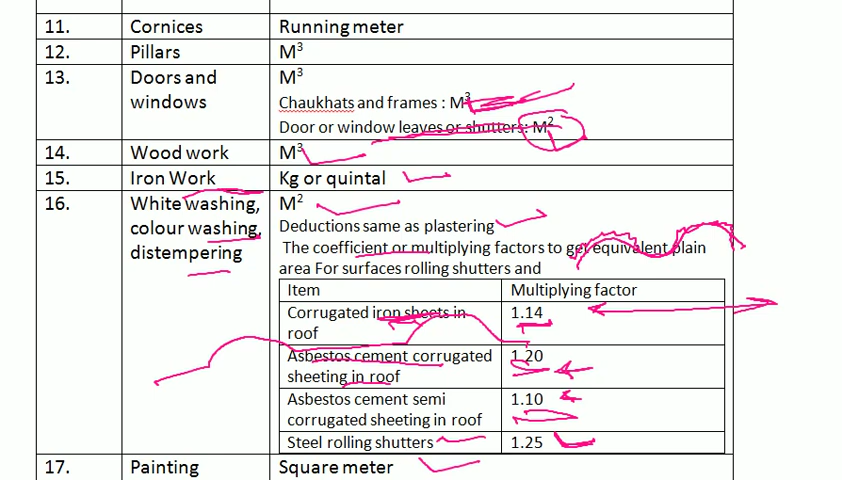 11. Cornices Running meter
12. Pillars M³
13. Doors and windows M³
Chaukhats and frames : M³
Door or window leaves or shutters: M²
14. Wood work M³
15. Iron Work Kg or quintal
16. White washing, colour washing, distempering M²
Deductions same as plastering
The coefficient or multiplying factors to get equivalent plain
area For surfaces rolling shutters and
Item Multiplying factor
Corrugated iron sheets in roof 1.14
Asbestos cement corrugated sheeting in roof 1.20
Asbestos cement semi corrugated sheeting in roof 1.10
Steel rolling shutters 1.25
17. Painting Square meter